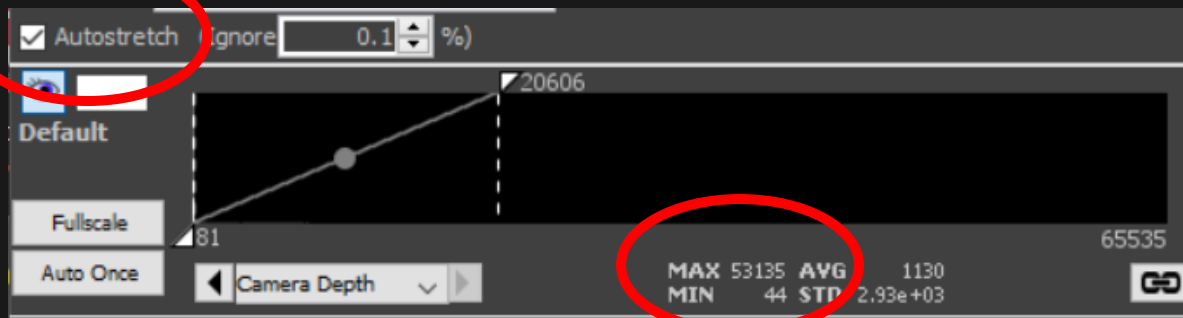 Autostretch (Ignore 0.1 %)
20606
Default
Fullscale
81
65535
Auto Once
Camera Depth
MAX 53135 AVG 1130
MIN 44 STD 2.93e+03